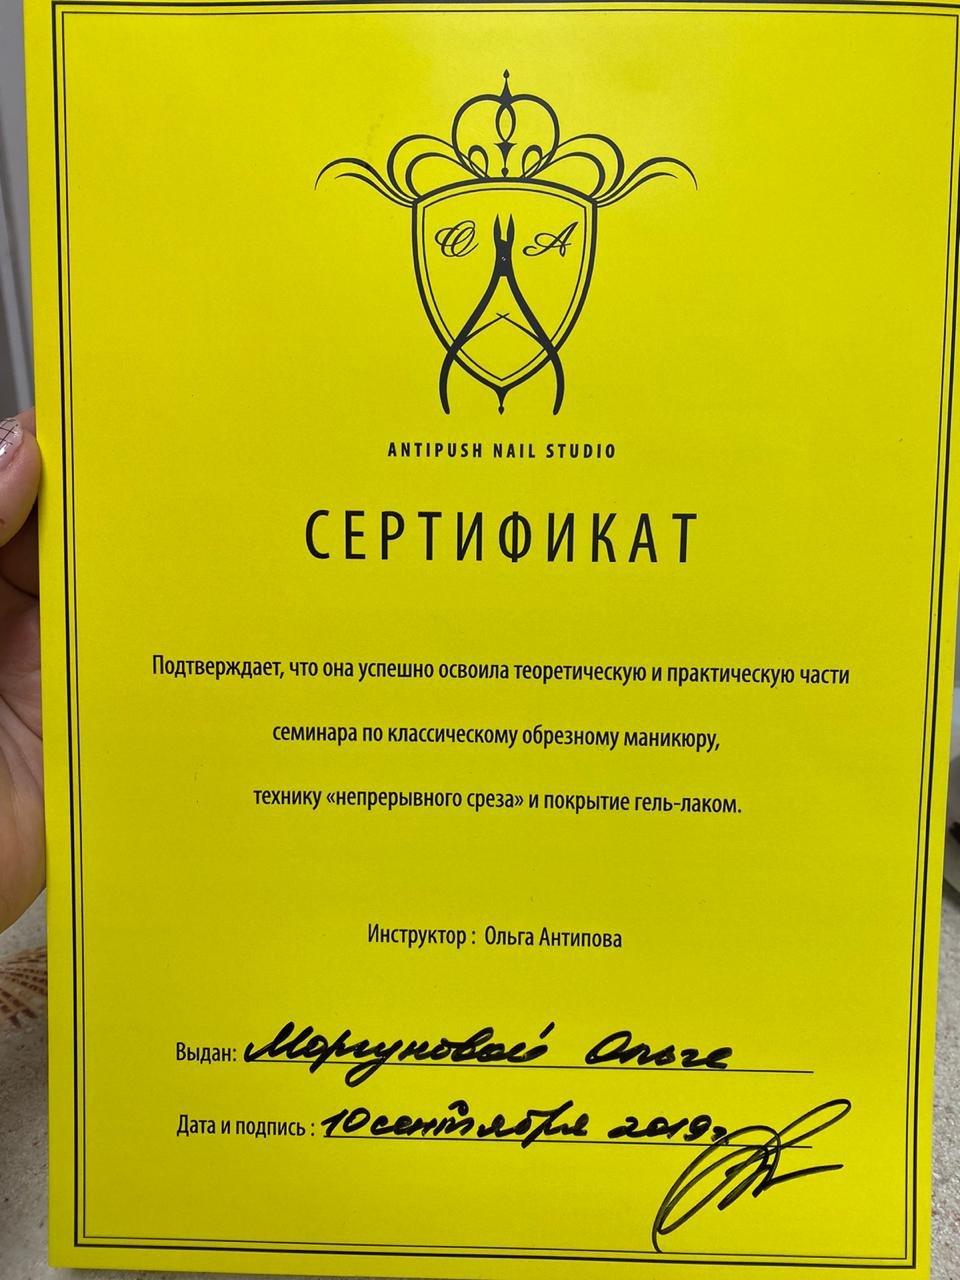 O A
ANTIPUSH NAIL STUDIO
СЕРТИФИКАТ
Подтверждает, что она успешно освоила теоретическую и практическую части
семинара по классическому обрезному маникюру,
технику «непрерывного среза» и покрытие гель-лаком.
Инструктор : Ольга Антипова
Выдан: Моргуновой Ольге
Дата и подпись : 10 сентября 2019г